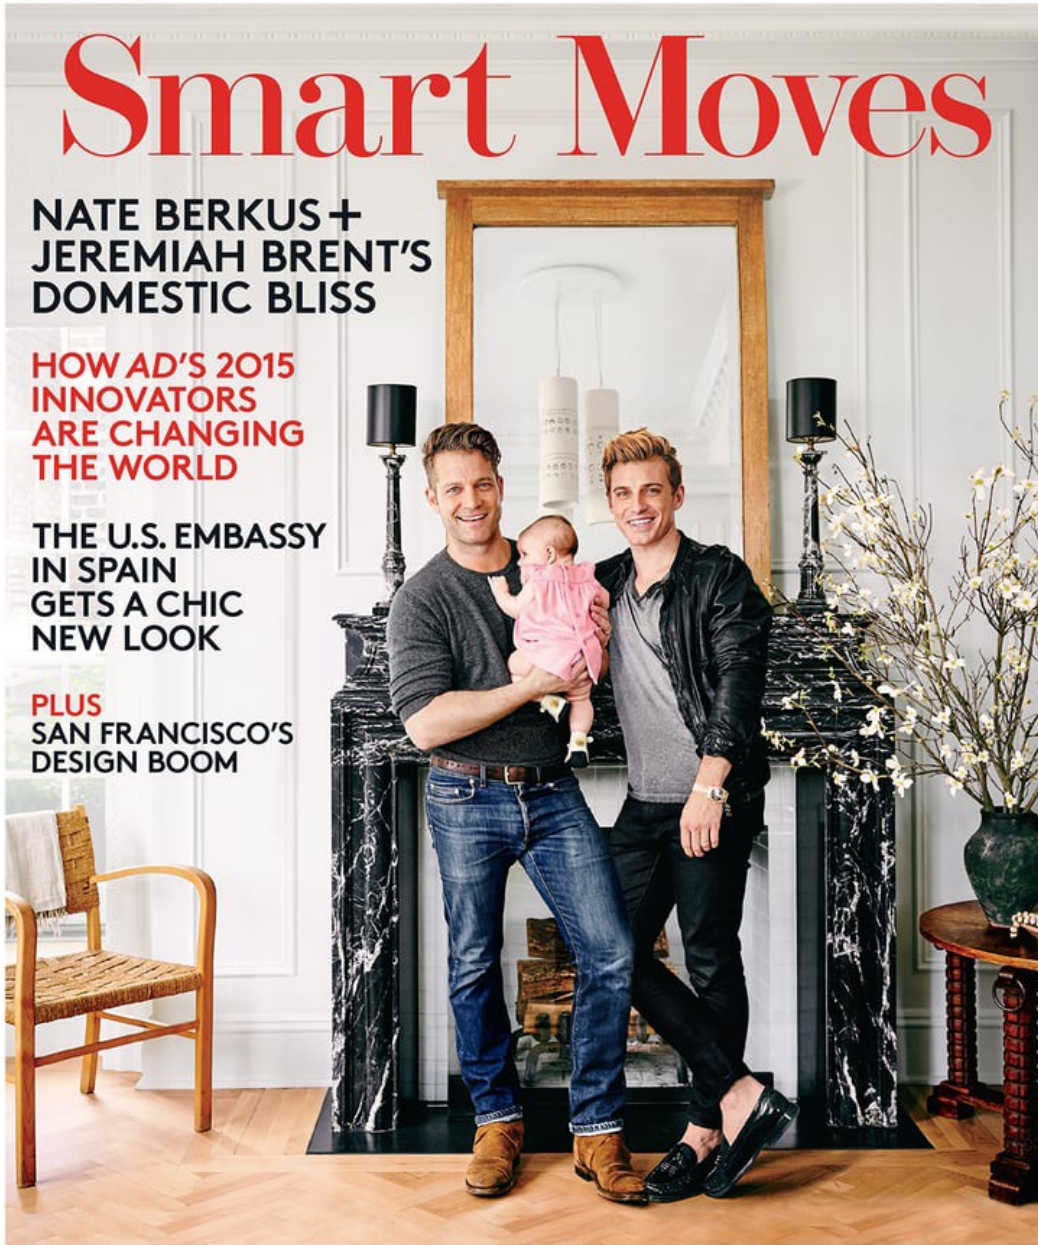 Smart Moves
NATE BERKUS+
JEREMIAH BRENT'S
DOMESTIC BLISS
HOW AD'S 2015
INNOVATORS
ARE CHANGING
THE WORLD
THE U.S. EMBASSY
IN SPAIN
GETS A CHIC
NEW LOOK
PLUS
SAN FRANCISCO'S
DESIGN BOOM